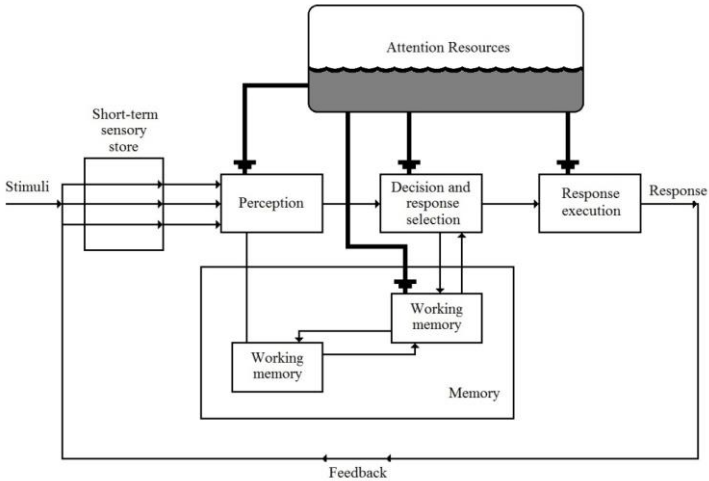 Attention Resources
Short-term
sensory
store
Stimuli
Perception
Decision and
response
selection
Response
execution
Response
Working
memory
Working
memory
Memory
Feedback